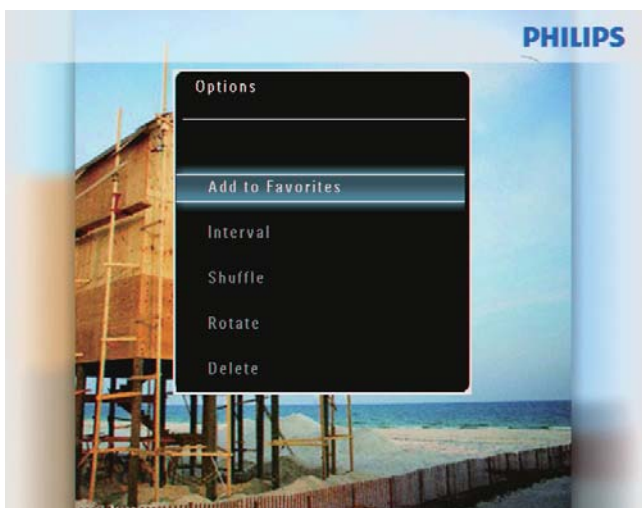 PHILIPS
Options
Add to Favorites
Interval
Shuffle
Rotate
Delete